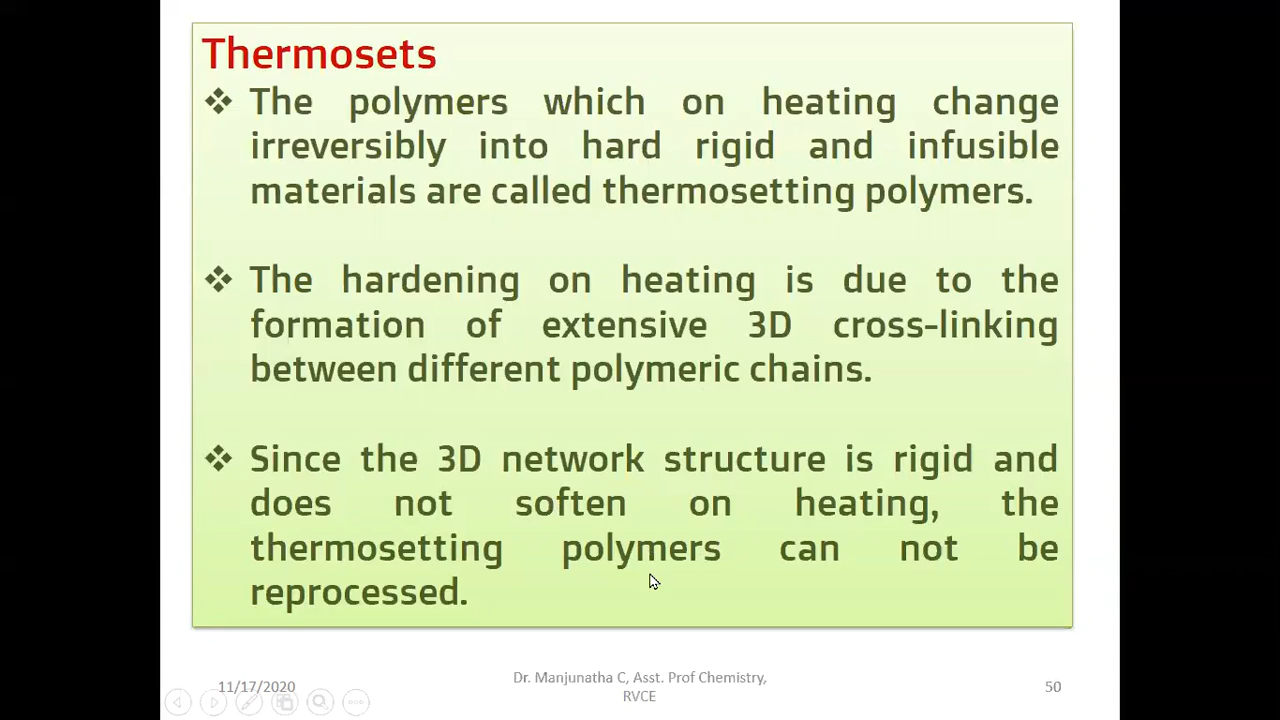 Thermosets
❖ The polymers which on heating change
irreversibly into hard rigid and infusible
materials are called thermosetting polymers.
❖ The hardening on heating is due to the
formation of extensive 3D cross-linking
between different polymeric chains.
❖ Since the 3D network structure is rigid and
does not soften on heating, the
thermosetting polymers can not be
reprocessed.
11/17/2020
Dr. Manjunatha C, Asst. Prof Chemistry,
RVCE
50